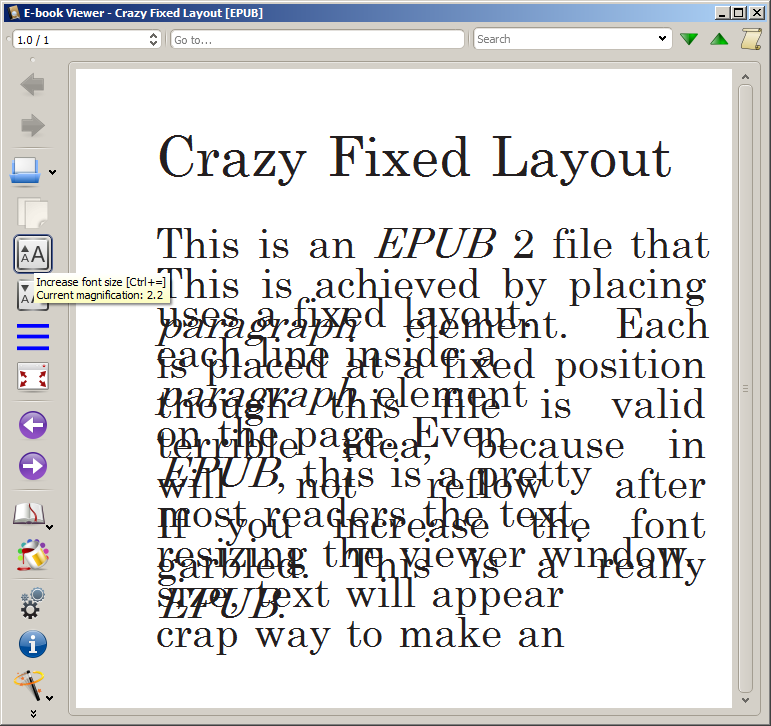 E-book Viewer - Crazy Fixed Layout [EPUB]
1.0 / 1
Go to...
Search
Increase font size [Ctrl+=]
Current magnification: 2.2
Crazy Fixed Layout
This is an EPUB 2 file that
This is achieved by placing
uses a fixed layout.
paragraph element. Each
each line inside a
is placed at a fixed position
paragraph element
though this file is valid
on the page. Even
terrible idea, because in
EPUB, this is a pretty
will not reflow after
most readers the text
If you increase the font
resizing the viewer window.
garbled. This is a really
size, text will appear
EPUB.
crap way to make an